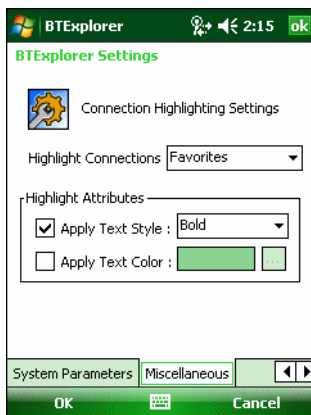 BTExplorer 2:15 ok
BTExplorer Settings
Connection Highlighting Settings
Highlight Connections Favorites
Highlight Attributes
Apply Text Style : Bold
Apply Text Color : ...
System Parameters Miscellaneous
OK Cancel